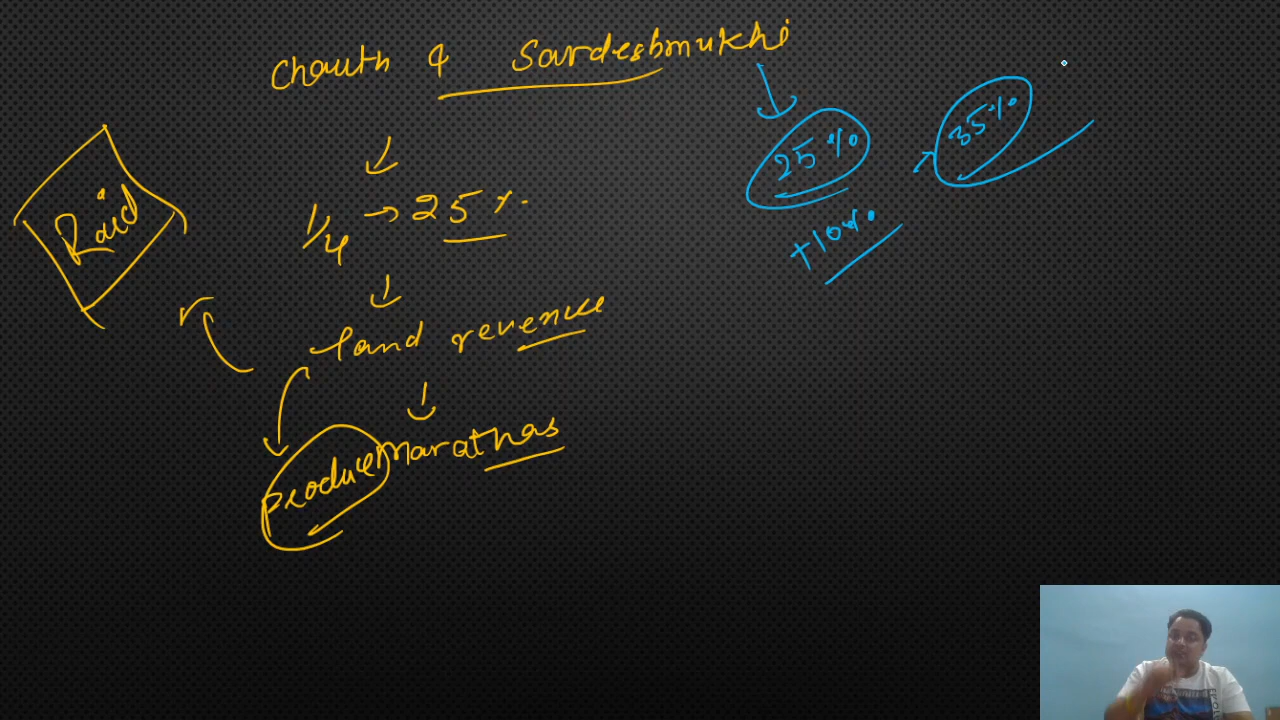 Chauth & Sardeshmukhi
25%
35%
+10%
Raid
1/4 → 25%.
land revenue
produce marathas